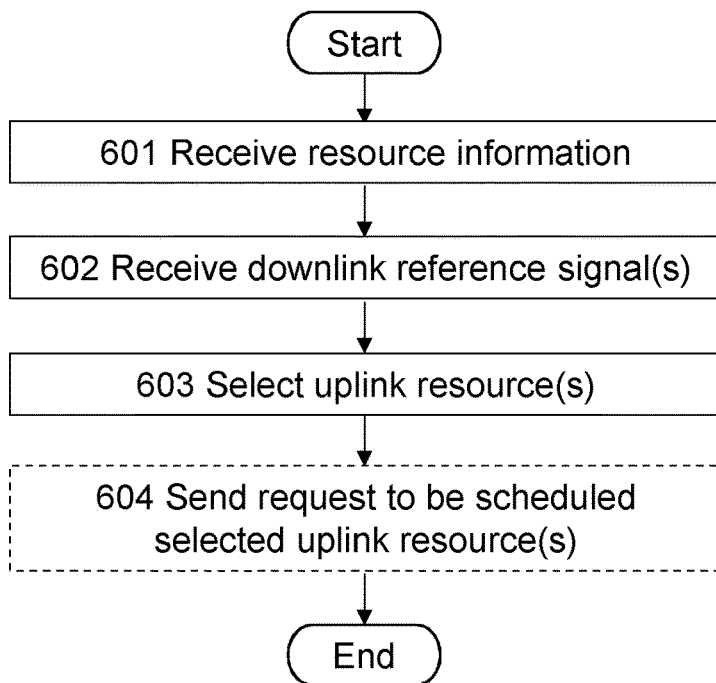 Start
601 Receive resource information
602 Receive downlink reference signal(s)
603 Select uplink resource(s)
604 Send request to be scheduled
selected uplink resource(s)
End